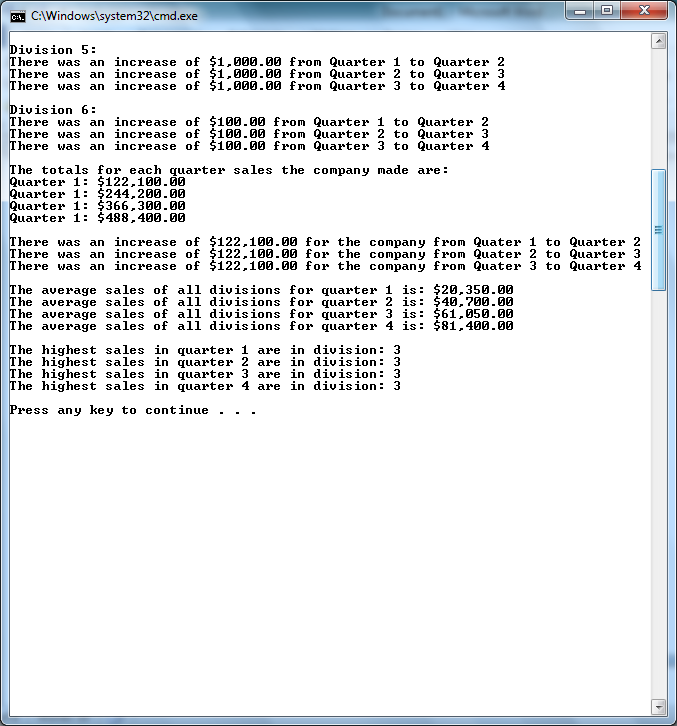 C:\Windows\system32\cmd.exe
Division 5:
There was an increase of $1,000.00 from Quarter 1 to Quarter 2
There was an increase of $1,000.00 from Quarter 2 to Quarter 3
There was an increase of $1,000.00 from Quarter 3 to Quarter 4
Division 6:
There was an increase of $100.00 from Quarter 1 to Quarter 2
There was an increase of $100.00 from Quarter 2 to Quarter 3
There was an increase of $100.00 from Quarter 3 to Quarter 4
The totals for each quarter sales the company made are:
Quarter 1: $122,100.00
Quarter 1: $244,200.00
Quarter 1: $366,300.00
Quarter 1: $488,400.00
There was an increase of $122,100.00 for the company from Quater 1 to Quarter 2
There was an increase of $122,100.00 for the company from Quater 2 to Quarter 3
There was an increase of $122,100.00 for the company from Quater 3 to Quarter 4
The average sales of all divisions for quarter 1 is: $20,350.00
The average sales of all divisions for quarter 2 is: $40,700.00
The average sales of all divisions for quarter 3 is: $61,050.00
The average sales of all divisions for quarter 4 is: $81,400.00
The highest sales in quarter 1 are in division: 3
The highest sales in quarter 2 are in division: 3
The highest sales in quarter 3 are in division: 3
The highest sales in quarter 4 are in division: 3
Press any key to continue . . .